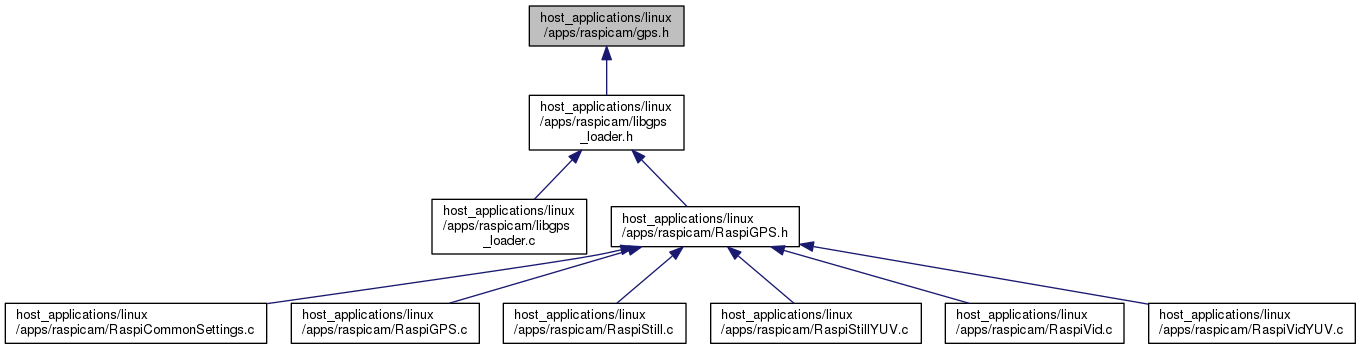 host_applications/linux
/apps/raspicam/gps.h
host_applications/linux
/apps/raspicam/libgps
_loader.h
host_applications/linux
/apps/raspicam/libgps
_loader.c
host_applications/linux
/apps/raspicam/RaspiGPS.h
host_applications/linux
/apps/raspicam/RaspiCommonSettings.c
host_applications/linux
/apps/raspicam/RaspiGPS.c
host_applications/linux
/apps/raspicam/RaspiStill.c
host_applications/linux
/apps/raspicam/RaspiStillYUV.c
host_applications/linux
/apps/raspicam/RaspiVid.c
host_applications/linux
/apps/raspicam/RaspiVidYUV.c